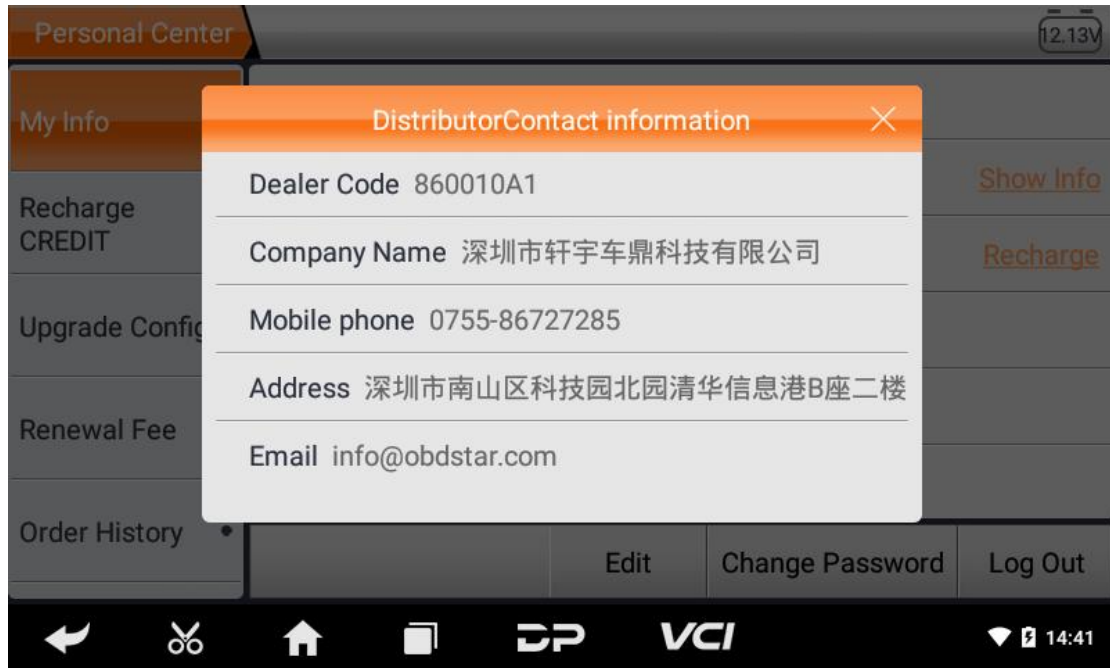 Personal Center
12.13V
My Info
DistributorContact information
Dealer Code 860010A1
Show Info
Recharge
CREDIT
Company Name 深圳市轩宇车鼎科技有限公司
Recharge
Upgrade Config
Mobile phone 0755-86727285
Address 深圳市南山区科技园北园清华信息港B座二楼
Renewal Fee
Email info@obdstar.com
Order History
Edit
Change Password
Log Out
DP
VCI
14:41